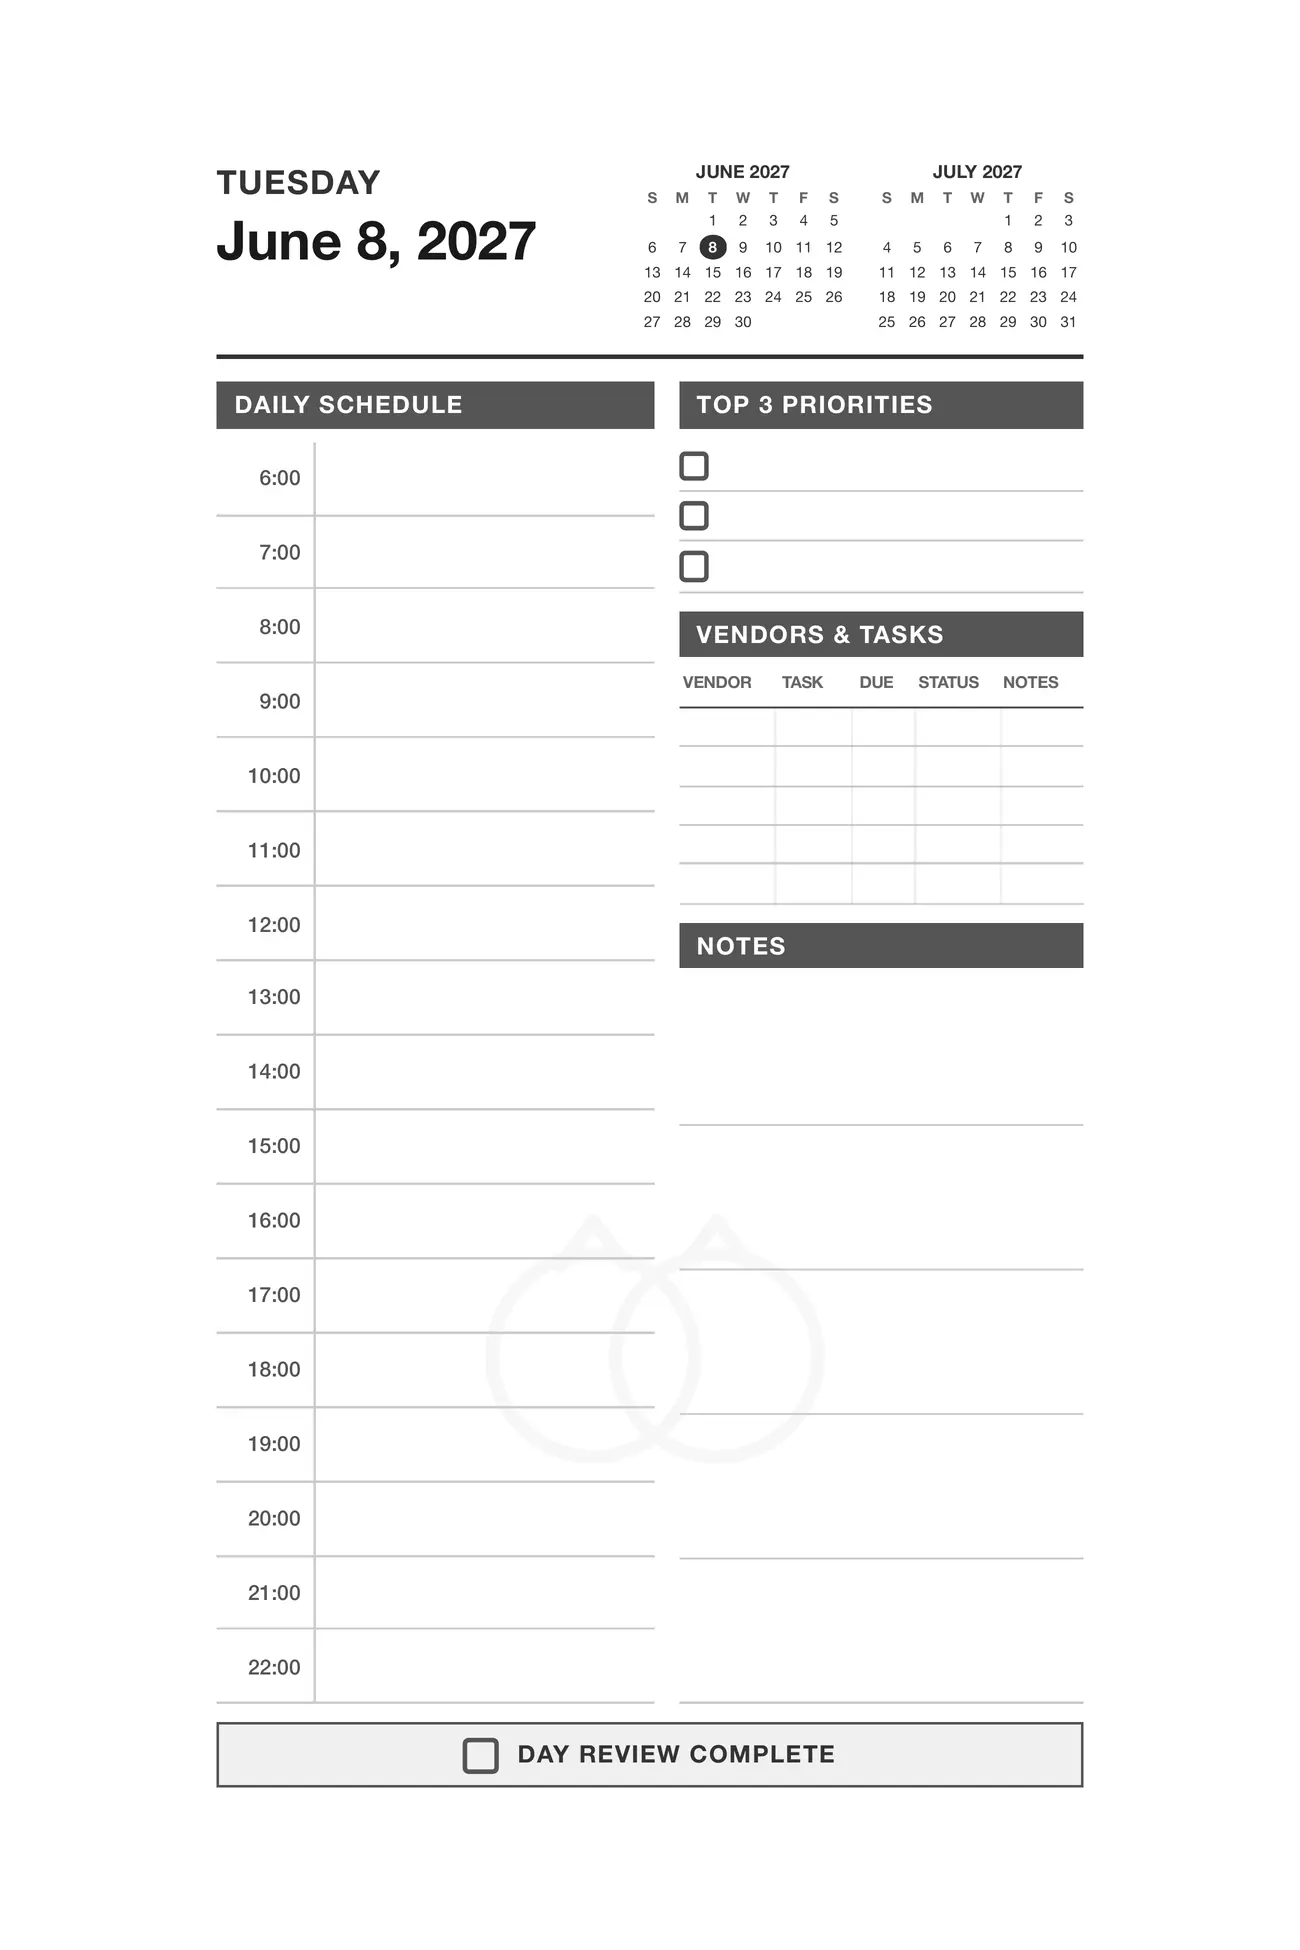 TUESDAY
June 8, 2027
JUNE 2027
S M T W T F S
1 2 3 4 5
6 7 8 9 10 11 12
13 14 15 16 17 18 19
20 21 22 23 24 25 26
27 28 29 30
JULY 2027
S M T W T F S
1 2 3
4 5 6 7 8 9 10
11 12 13 14 15 16 17
18 19 20 21 22 23 24
25 26 27 28 29 30 31
DAILY SCHEDULE
6:00
7:00
8:00
9:00
10:00
11:00
12:00
13:00
14:00
15:00
16:00
17:00
18:00
19:00
20:00
21:00
22:00
TOP 3 PRIORITIES
VENDORS & TASKS
VENDOR TASK DUE STATUS NOTES
NOTES
DAY REVIEW COMPLETE